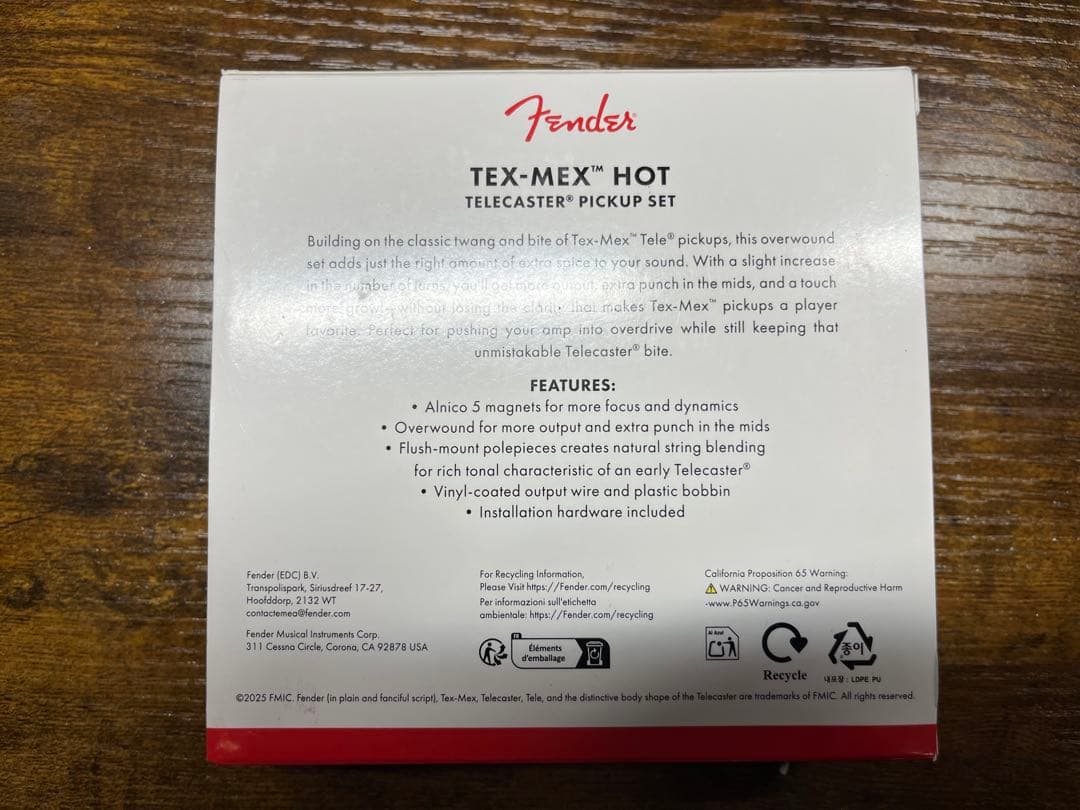 Fender
TEX-MEX™ HOT
TELECASTER® PICKUP SET
Building on the classic twang and bite of Tex-Mex™ Tele® pickups, this overwound
set adds just the right amount of extra spice to your sound. With a slight increase
in the number of turns, you'll get more output, extra punch in the mids, and a touch
more growl—without losing the clarity that makes Tex-Mex™ pickups a player
favorite. Perfect for pushing your amp into overdrive while still keeping that
unmistakable Telecaster® bite.
FEATURES:
• Alnico 5 magnets for more focus and dynamics
• Overwound for more output and extra punch in the mids
• Flush-mount polepieces creates natural string blending
for rich tonal characteristic of an early Telecaster®
• Vinyl-coated output wire and plastic bobbin
• Installation hardware included
Fender (EDC) B.V.
Transpolispark, Siriusdreef 17-27,
Hoofddorp, 2132 WT
contactemea@fender.com
Fender Musical Instruments Corp.
311 Cessna Circle, Corona, CA 92878 USA
For Recycling Information,
Please Visit https://Fender.com/recycling
Per informazioni sull'etichetta
ambientale: https://Fender.com/recycling
FR
Éléments
d'emballage
California Proposition 65 Warning:
WARNING: Cancer and Reproductive Harm
-www.P65Warnings.ca.gov
Al Azul
Recycle
종이
내포장 : LDPE, PU
©2025 FMIC. Fender (in plain and fanciful script), Tex-Mex, Telecaster, Tele, and the distinctive body shape of the Telecaster are trademarks of FMIC. All rights reserved.